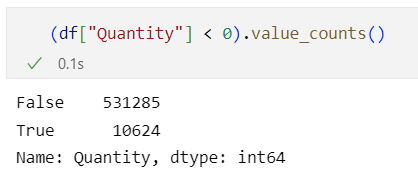 (df["Quantity"] < 0).value_counts()
✓ 0.1s
False    531285
True      10624
Name: Quantity, dtype: int64